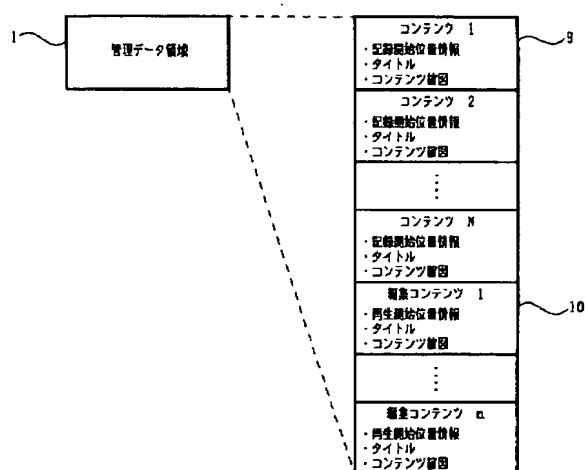 1
管理データ領域
コンテンツ 1
・記録開始位置情報
・タイトル
・コンテンツ縮図
9
コンテンツ 2
・記録開始位置情報
・タイトル
・コンテンツ縮図
コンテンツ N
・記録開始位置情報
・タイトル
・コンテンツ縮図
編集コンテンツ 1
・再生開始位置情報
・タイトル
・コンテンツ縮図
10
編集コンテンツ n
・再生開始位置情報
・タイトル
・コンテンツ縮図